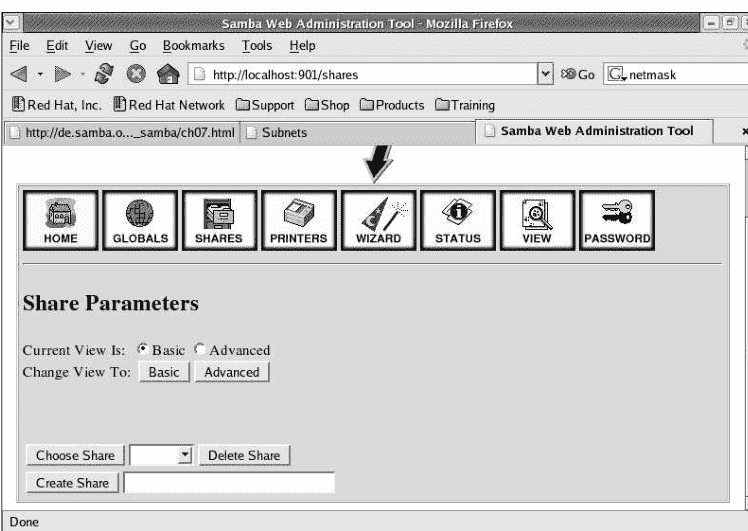 Samba Web Administration Tool - Mozilla Firefox
File Edit View Go Bookmarks Tools Help
http://localhost:901/shares Go G netmask
Red Hat, Inc. Red Hat Network Support Shop Products Training
http://de.samba.o..._samba/ch07.html Subnets Samba Web Administration Tool
HOME GLOBALS SHARES PRINTERS WIZARD STATUS VIEW PASSWORD
Share Parameters
Current View Is: Basic Advanced
Change View To: Basic Advanced
Choose Share Delete Share
Create Share
Done